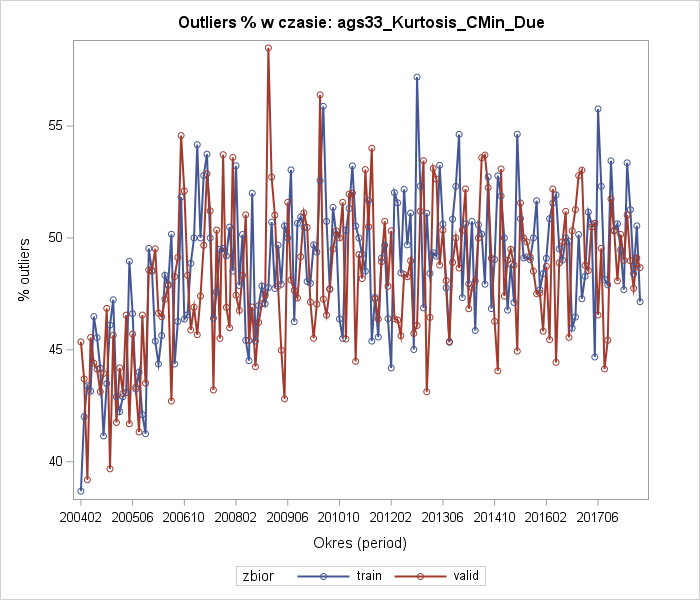 Outliers % w czasie: ags33_Kurtosis_CMin_Due
% outliers
55
50
45
40
200402 200506 200610 200802 200906 201010 201202 201306 201410 201602 201706
Okres (period)
zbior train valid